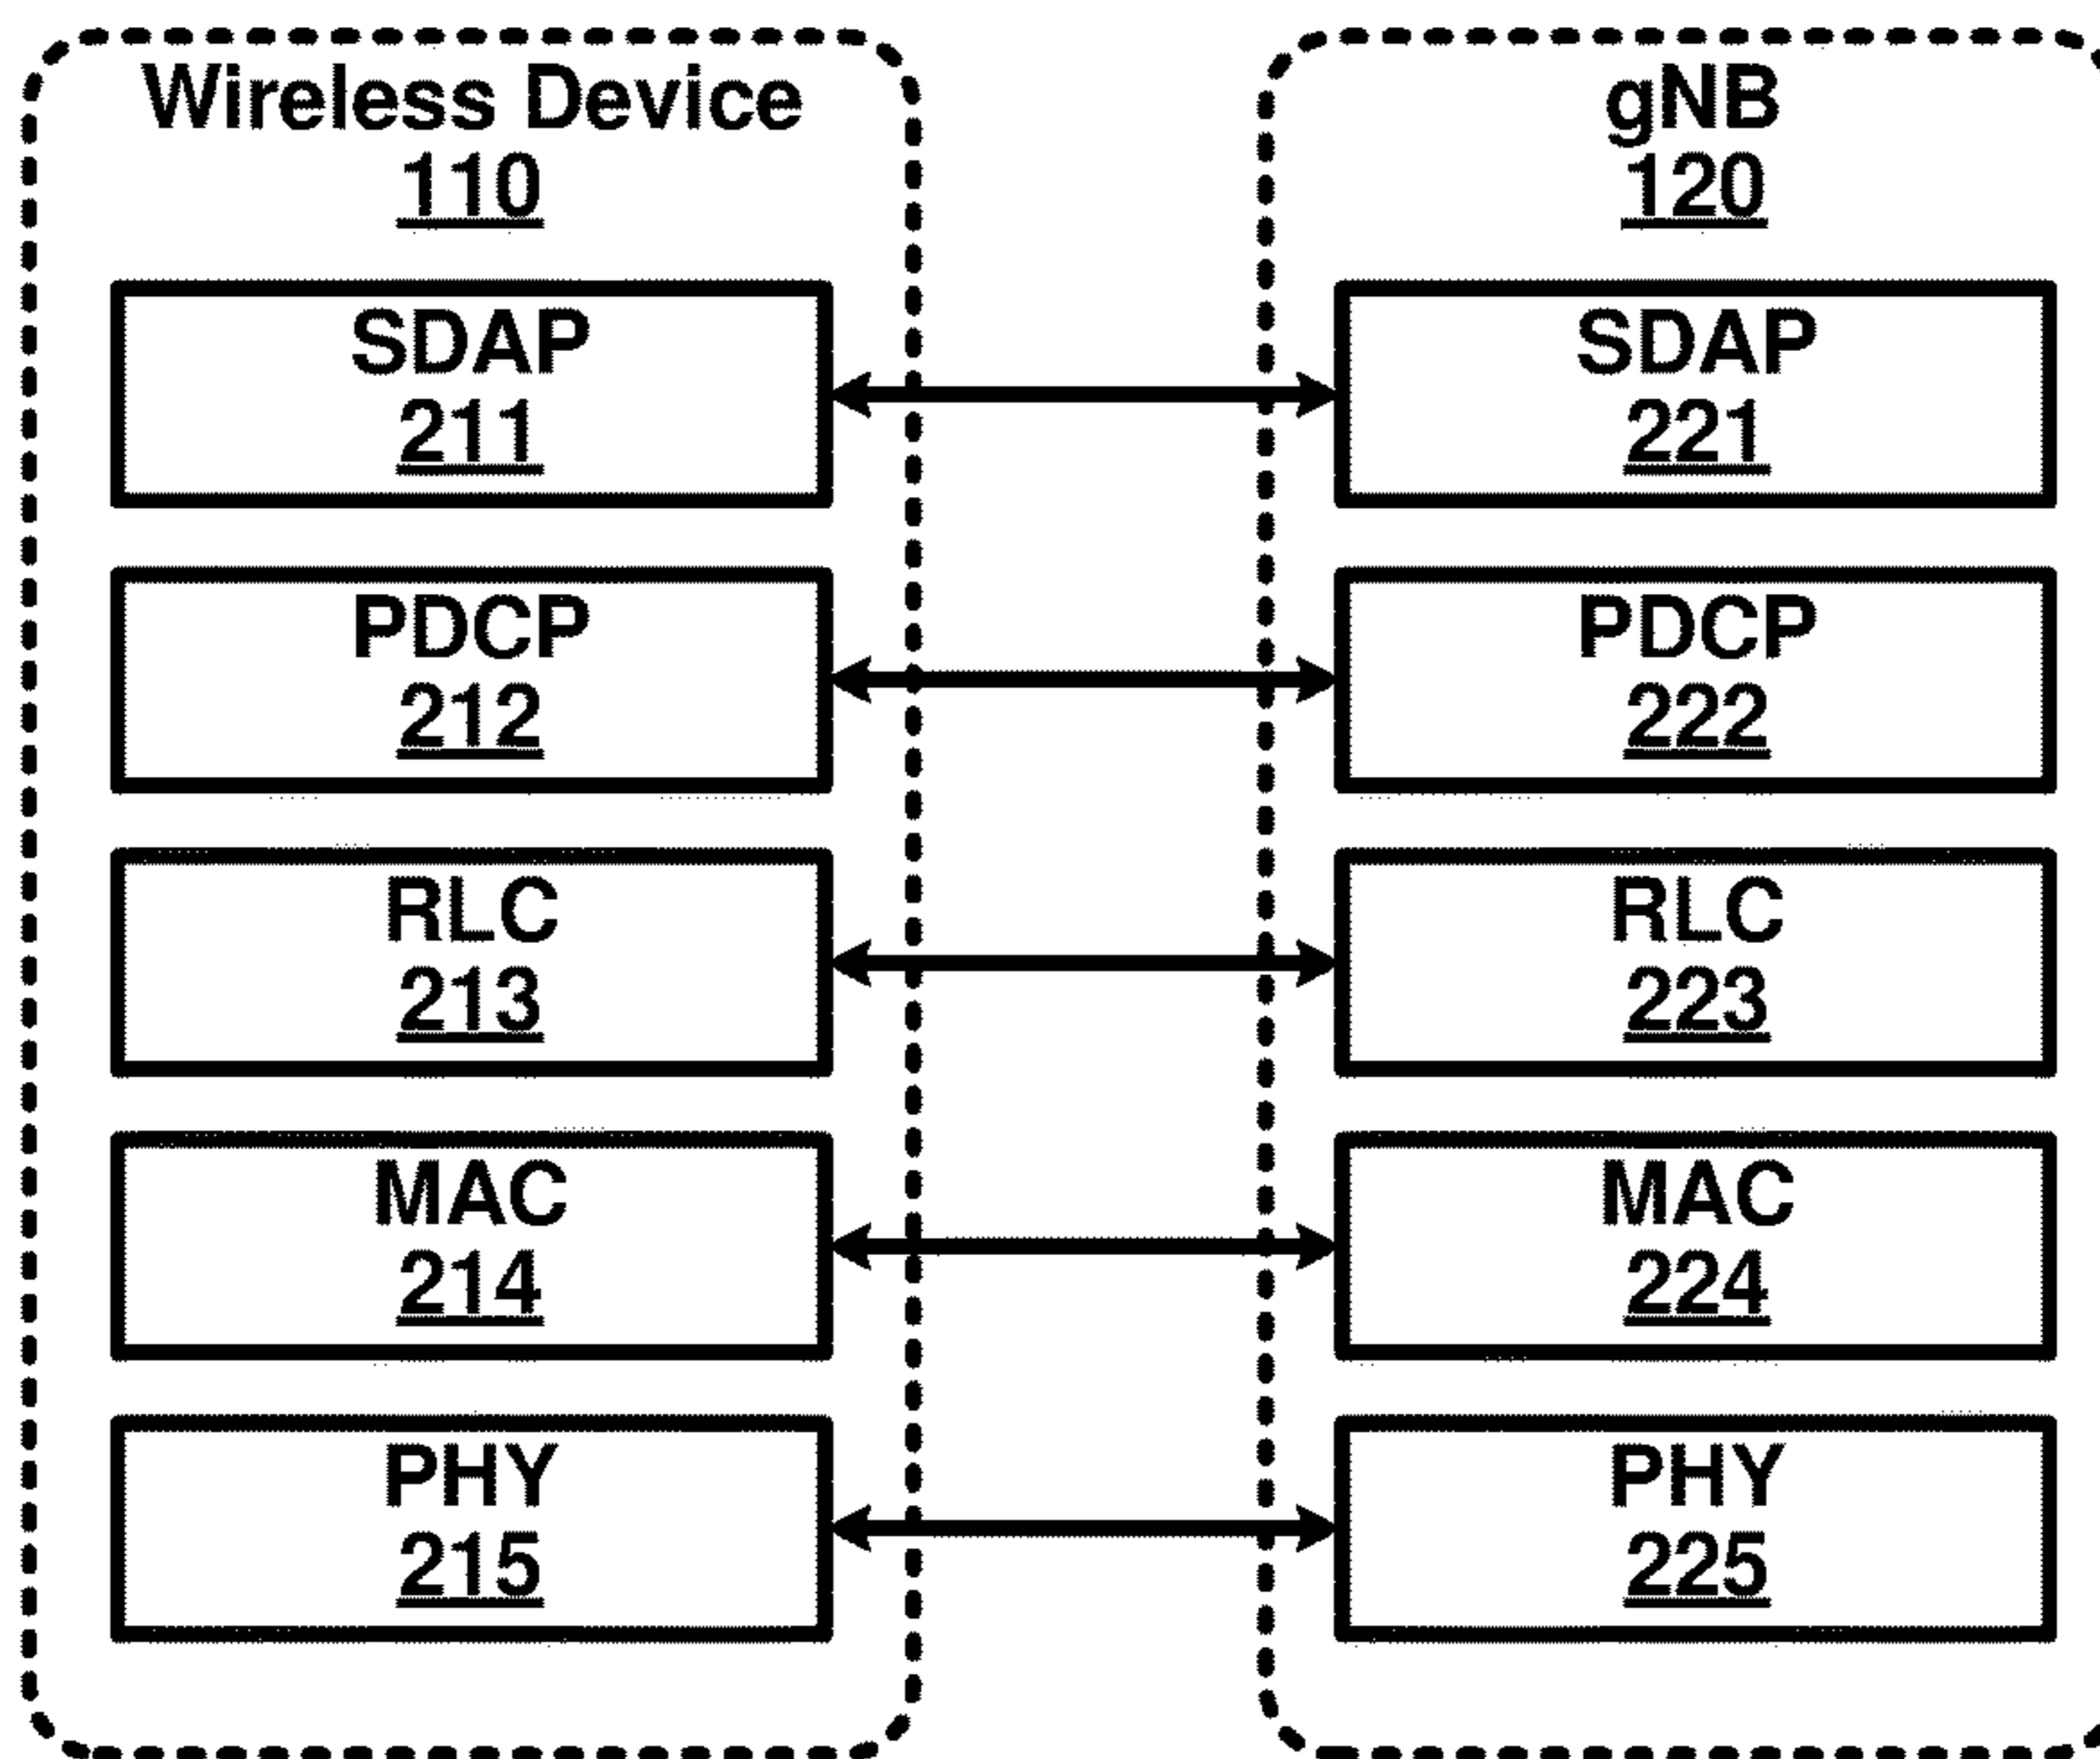 Wireless Device
110
SDAP
211
PDCP
212
RLC
213
MAC
214
PHY
215
gNB
120
SDAP
221
PDCP
222
RLC
223
MAC
224
PHY
225